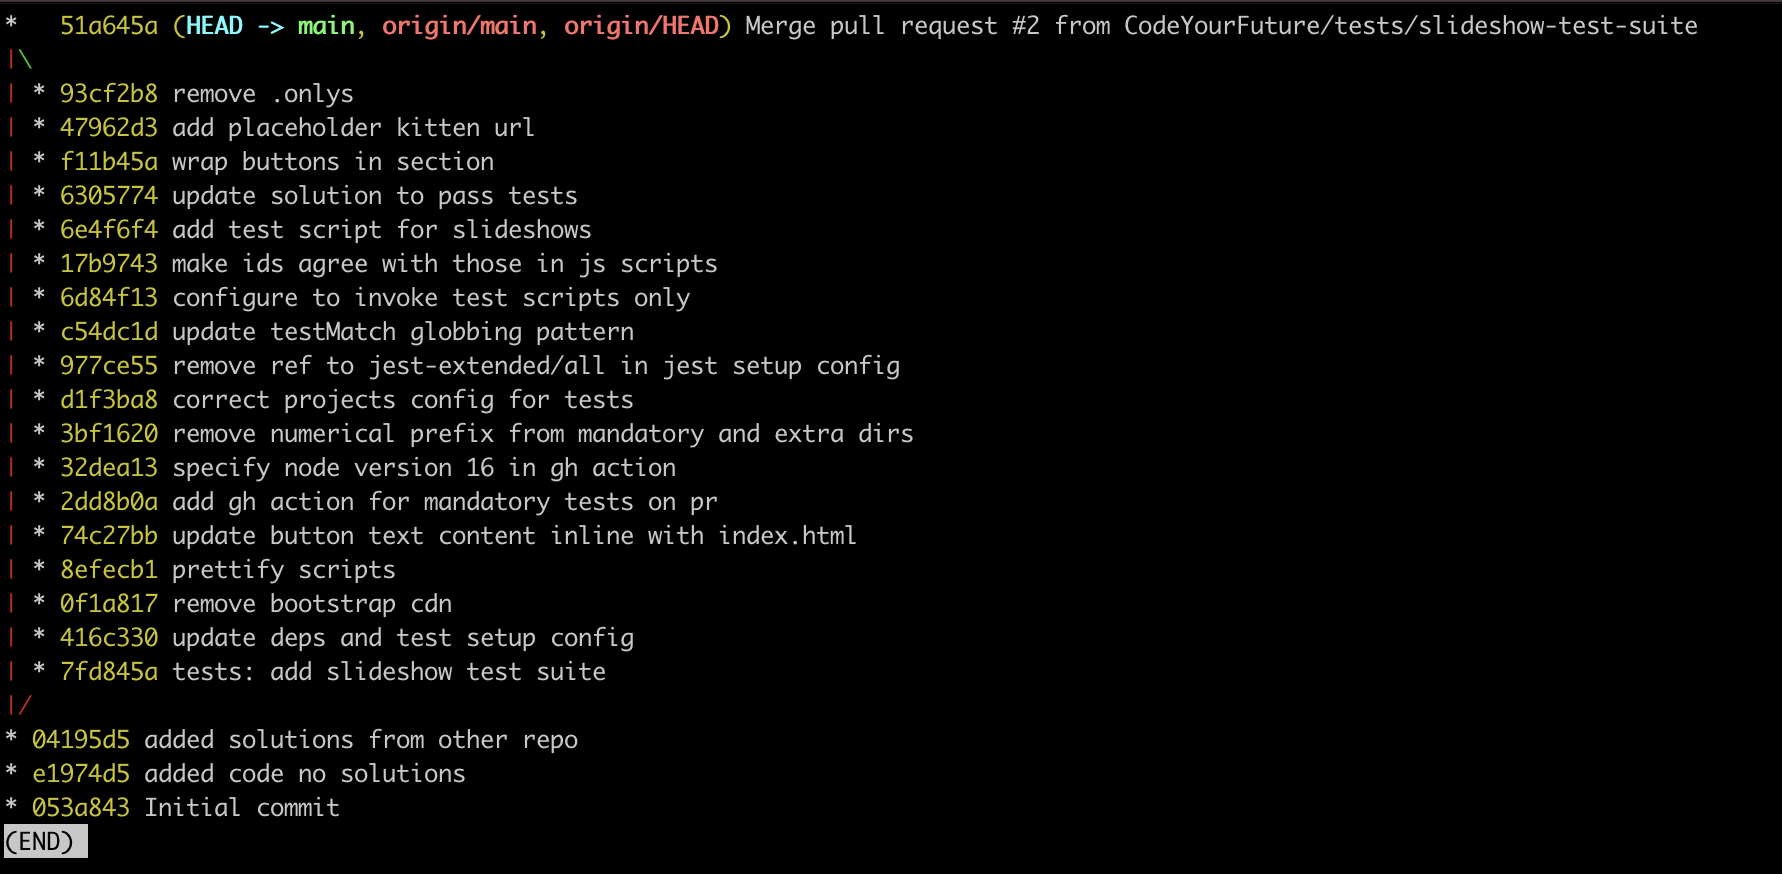 *   51a645a (HEAD -> main, origin/main, origin/HEAD) Merge pull request #2 from CodeYourFuture/tests/slideshow-test-suite
|\
| * 93cf2b8 remove .onlys
| * 47962d3 add placeholder kitten url
| * f11b45a wrap buttons in section
| * 6305774 update solution to pass tests
| * 6e4f6f4 add test script for slideshows
| * 17b9743 make ids agree with those in js scripts
| * 6d84f13 configure to invoke test scripts only
| * c54dc1d update testMatch globbing pattern
| * 977ce55 remove ref to jest-extended/all in jest setup config
| * d1f3ba8 correct projects config for tests
| * 3bf1620 remove numerical prefix from mandatory and extra dirs
| * 32dea13 specify node version 16 in gh action
| * 2dd8b0a add gh action for mandatory tests on pr
| * 74c27bb update button text content inline with index.html
| * 8efecb1 prettify scripts
| * 0f1a817 remove bootstrap cdn
| * 416c330 update deps and test setup config
| * 7fd845a tests: add slideshow test suite
|/
* 04195d5 added solutions from other repo
* e1974d5 added code no solutions
* 053a843 Initial commit
(END)